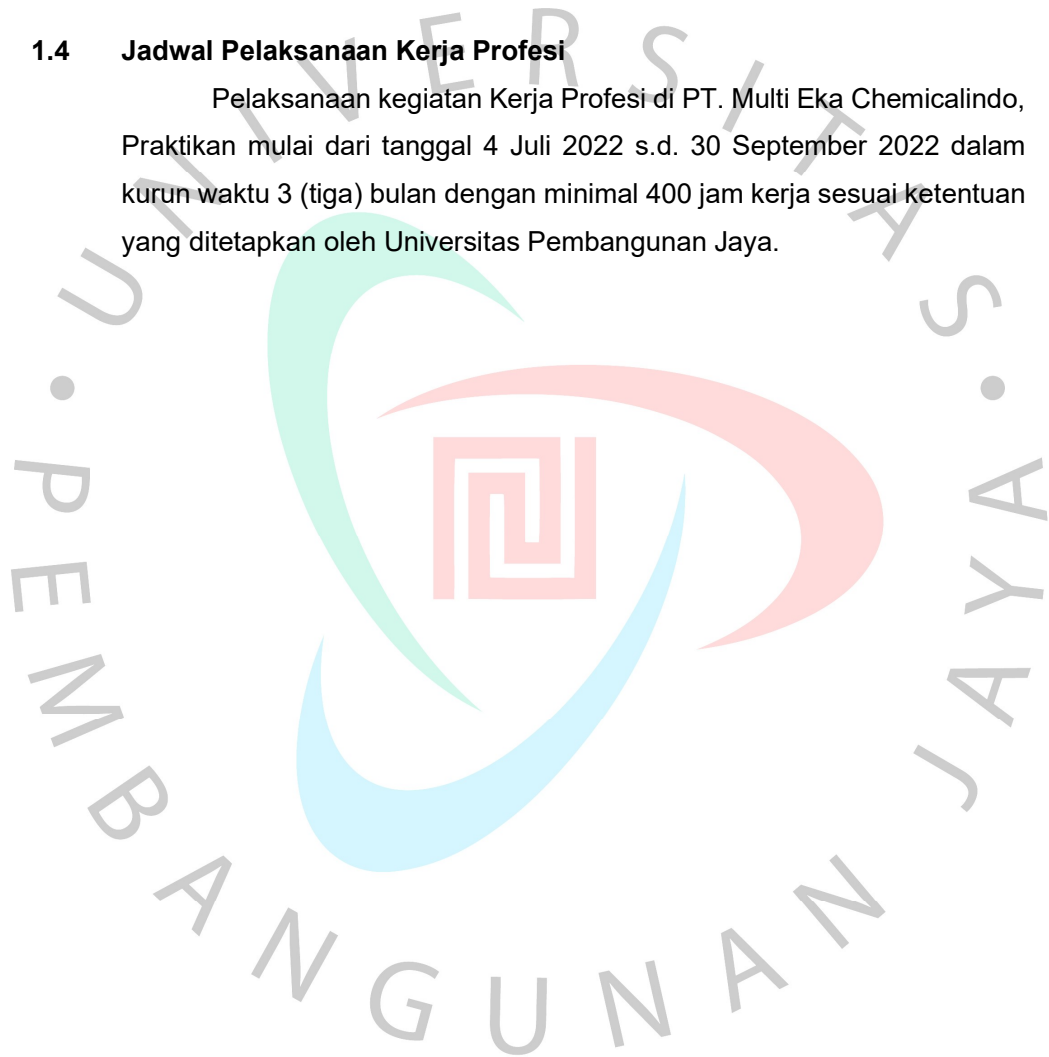 1.4 Jadwal Pelaksanaan Kerja Profesi
Pelaksanaan kegiatan Kerja Profesi di PT. Multi Eka Chemicalindo,
Praktikan mulai dari tanggal 4 Juli 2022 s.d. 30 September 2022 dalam
kurun waktu 3 (tiga) bulan dengan minimal 400 jam kerja sesuai ketentuan
yang ditetapkan oleh Universitas Pembangunan Jaya.
UNIVERSITAS
• PEMBANGUNAN JAYA •